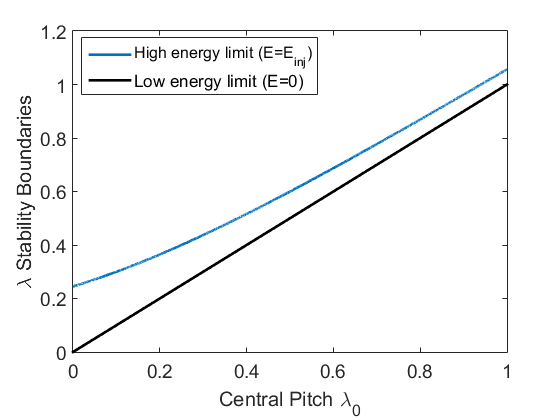 1.2
1
0.8
0.6
0.4
0.2
0
0 0.2 0.4 0.6 0.8 1
λ Stability Boundaries
Central Pitch λ₀
High energy limit (E=E_inj)
Low energy limit (E=0)